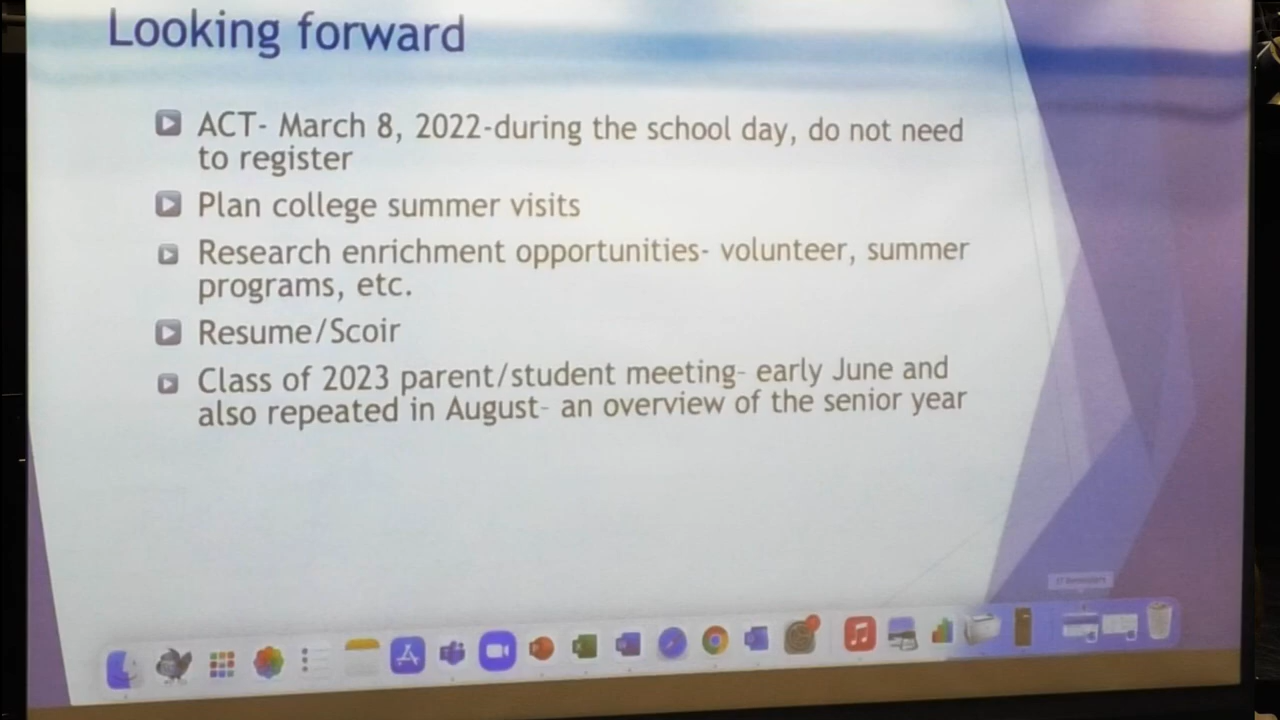 Looking forward
ACT- March 8, 2022-during the school day, do not need
to register
Plan college summer visits
Research enrichment opportunities- volunteer, summer
programs, etc.
Resume/Scoir
Class of 2023 parent/student meeting- early June and
also repeated in August- an overview of the senior year